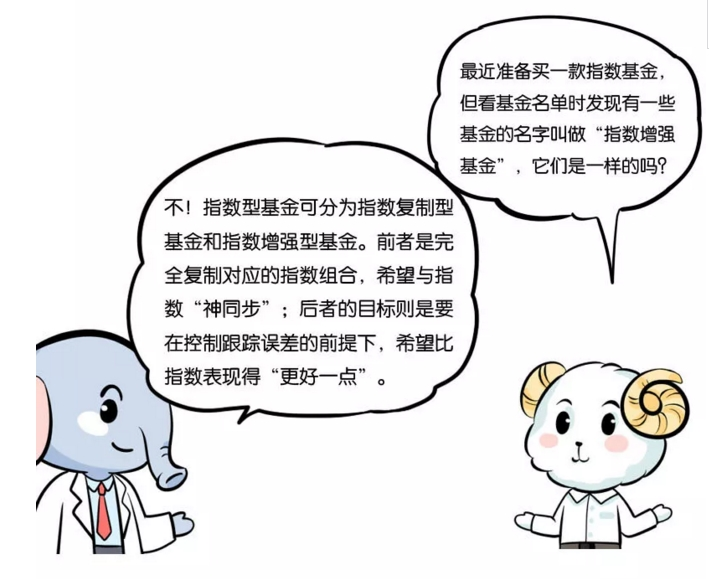 最近准备买一款指数基金，
但看基金名单时发现有一些
基金的名字叫做“指数增强
基金”，它们是一样的吗？
不！指数型基金可分为指数复制型
基金和指数增强型基金。前者是完
全复制对应的指数组合，希望与指
数“神同步”；后者的目标则是要
在控制跟踪误差的前提下，希望比
指数表现得“更好一点”。